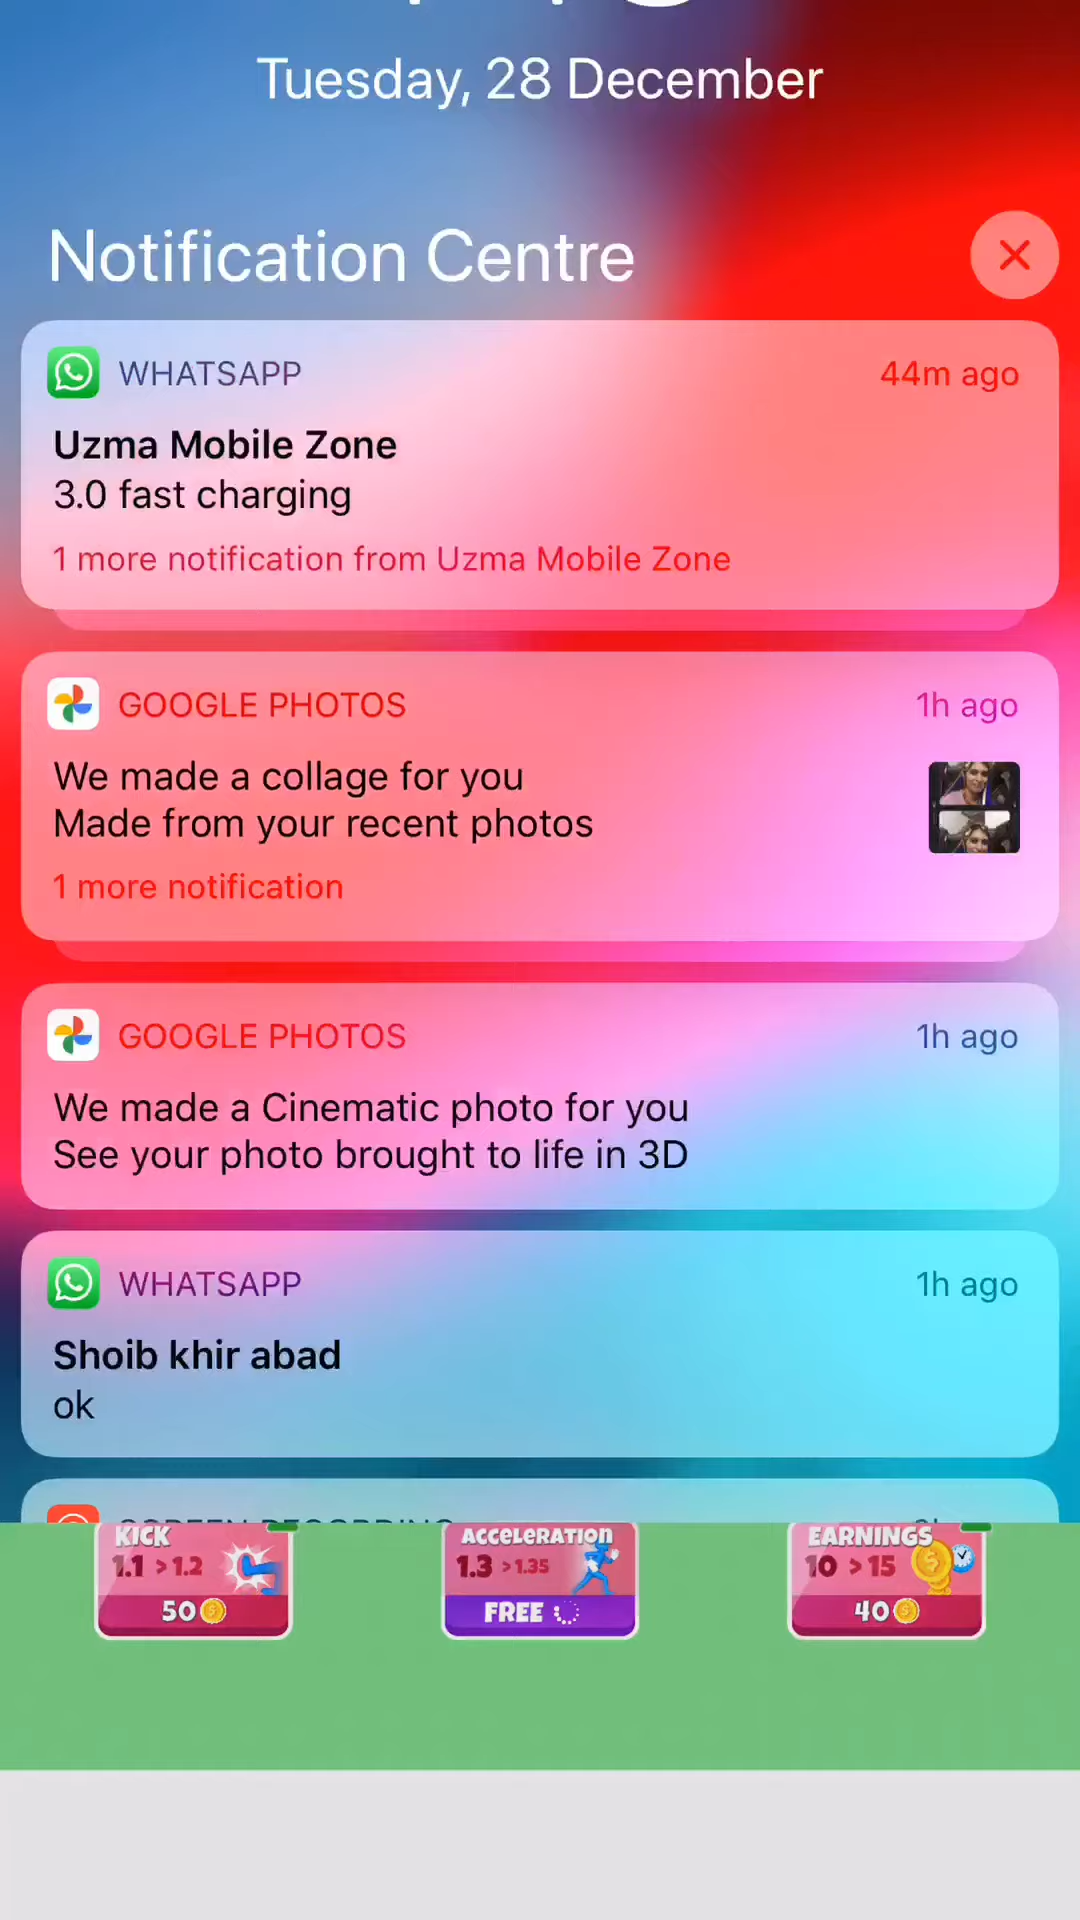 Tuesday, 28 December
Notification Centre
WHATSAPP
44m ago
Uzma Mobile Zone
3.0 fast charging
1 more notification from Uzma Mobile Zone
GOOGLE PHOTOS
1h ago
We made a collage for you
Made from your recent photos
1 more notification
GOOGLE PHOTOS
1h ago
We made a Cinematic photo for you
See your photo brought to life in 3D
WHATSAPP
1h ago
Shoib khir abad
ok
SCREEN RECORDING
KICK
1.1 >1.2
50
ACCELERATION
1.3 >1.35
FREE
EARNINGS
10 >15
40